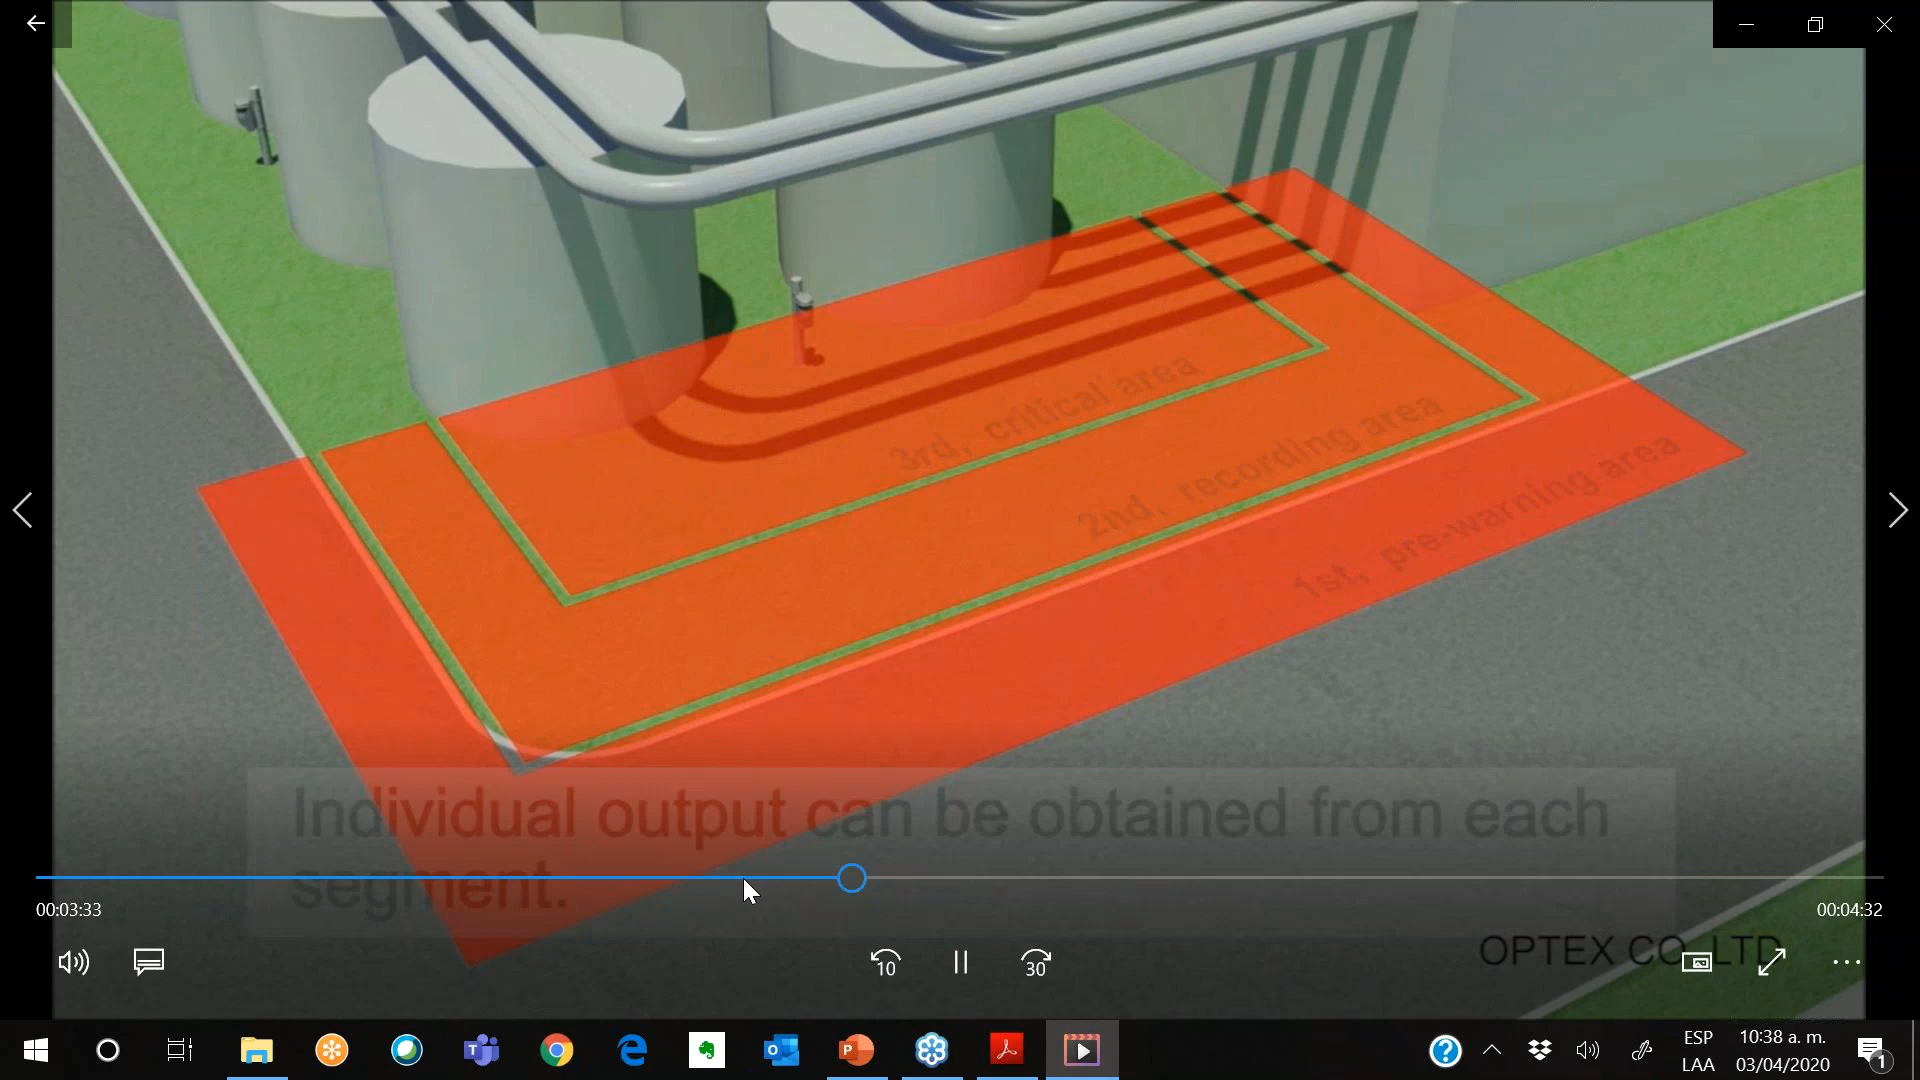 3rd, critical area
2nd, recording area
1st, pre-warning area
Individual output can be obtained from each
segment.
00:03:33
00:04:32
10
30
OPTEX CO.,LTD
ESP
LAA
10:38 a. m.
03/04/2020
1